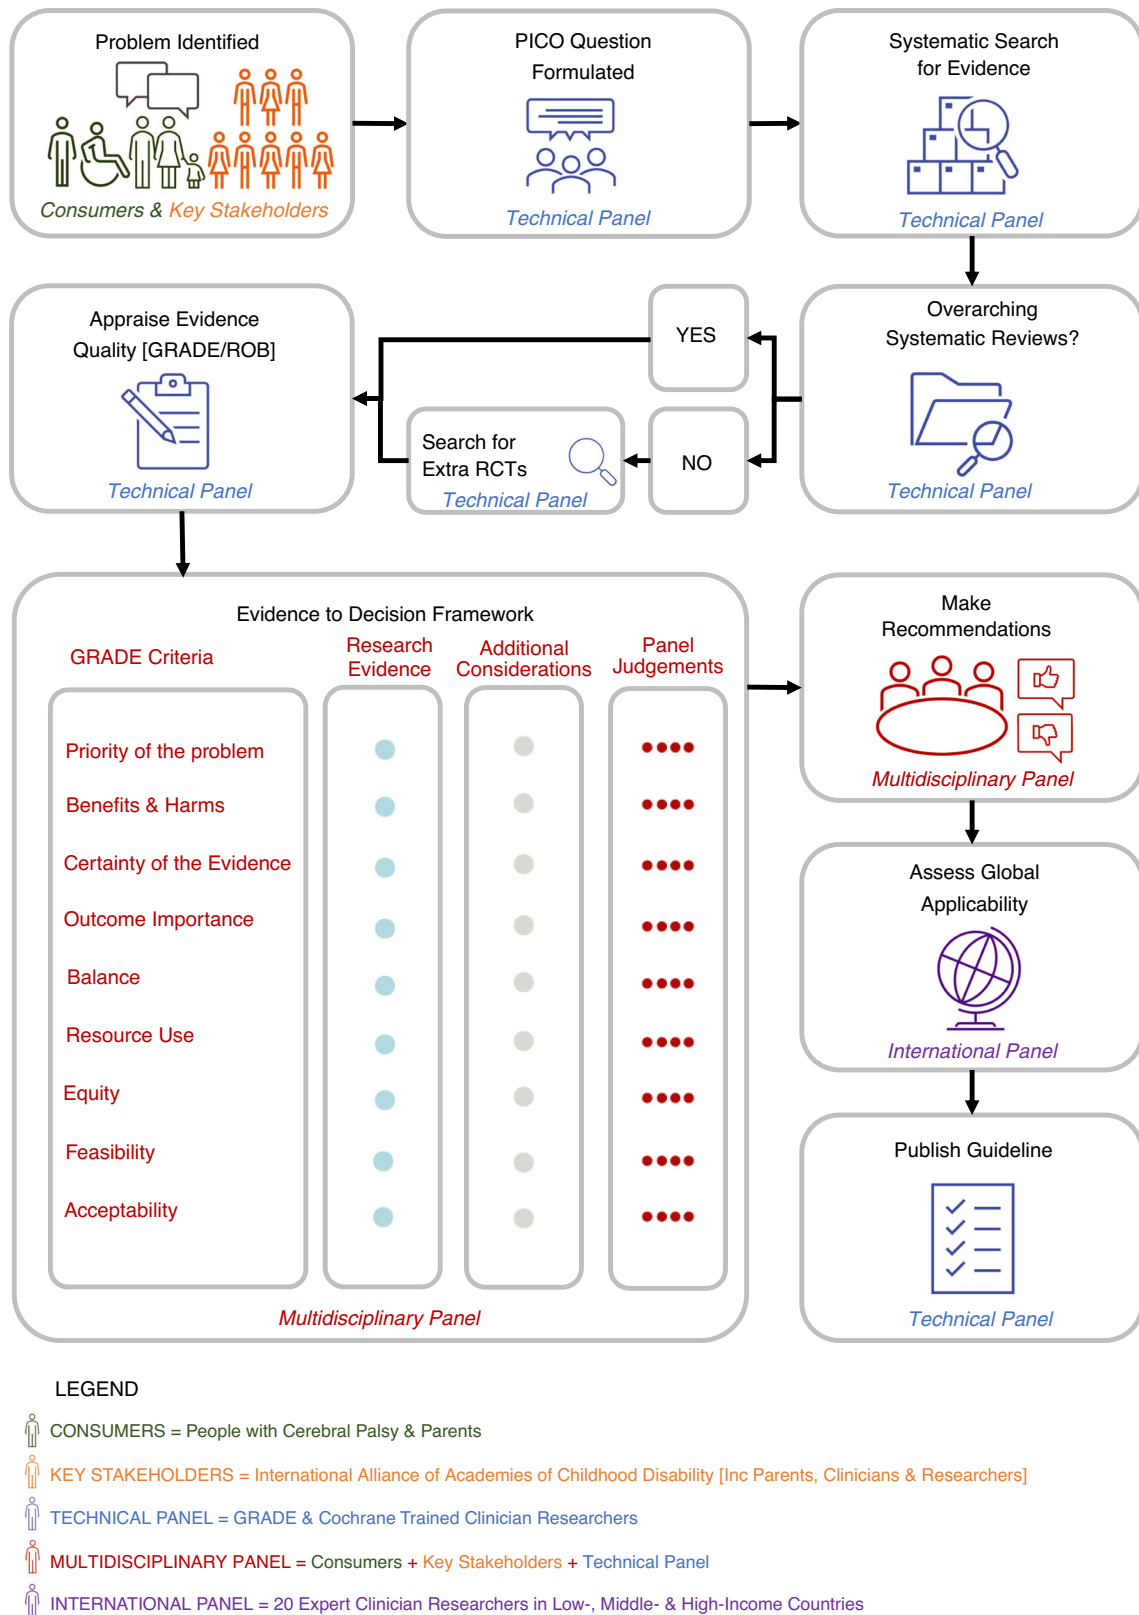 Problem Identified
Consumers & Key Stakeholders
PICO Question
Formulated
Technical Panel
Systematic Search
for Evidence
Technical Panel
Overarching
Systematic Reviews?
Technical Panel
YES
NO
Search for
Extra RCTs
Technical Panel
Appraise Evidence
Quality [GRADE/ROB]
Technical Panel
Evidence to Decision Framework
GRADE Criteria
Research
Evidence
Additional
Considerations
Panel
Judgements
Priority of the problem
Benefits & Harms
Certainty of the Evidence
Outcome Importance
Balance
Resource Use
Equity
Feasibility
Acceptability
Multidisciplinary Panel
Make
Recommendations
Multidisciplinary Panel
Assess Global
Applicability
International Panel
Publish Guideline
Technical Panel
LEGEND
CONSUMERS = People with Cerebral Palsy & Parents
KEY STAKEHOLDERS = International Alliance of Academies of Childhood Disability [Inc Parents, Clinicians & Researchers]
TECHNICAL PANEL = GRADE & Cochrane Trained Clinician Researchers
MULTIDISCIPLINARY PANEL = Consumers + Key Stakeholders + Technical Panel
INTERNATIONAL PANEL = 20 Expert Clinician Researchers in Low-, Middle- & High-Income Countries